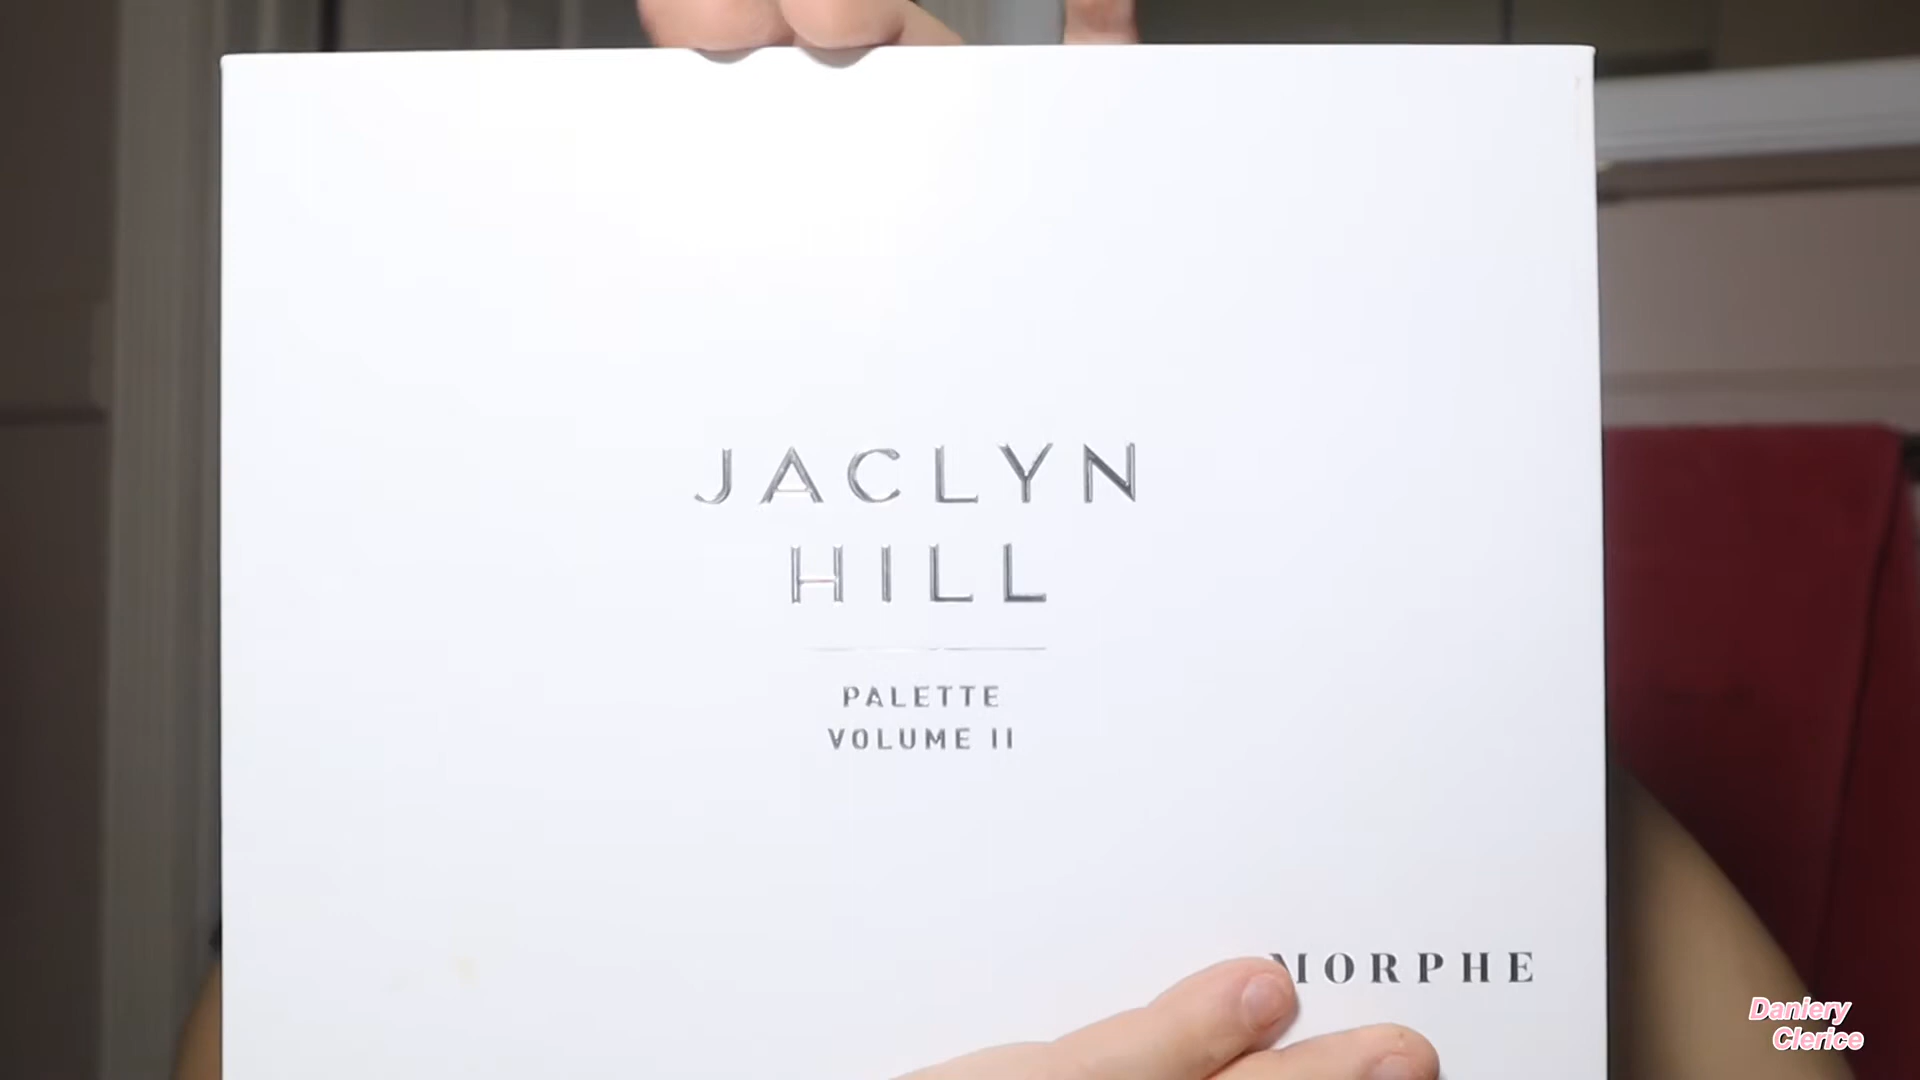 JACLYN
HILL
PALETTE
VOLUME II
MORPHE
Daniery
Clerice